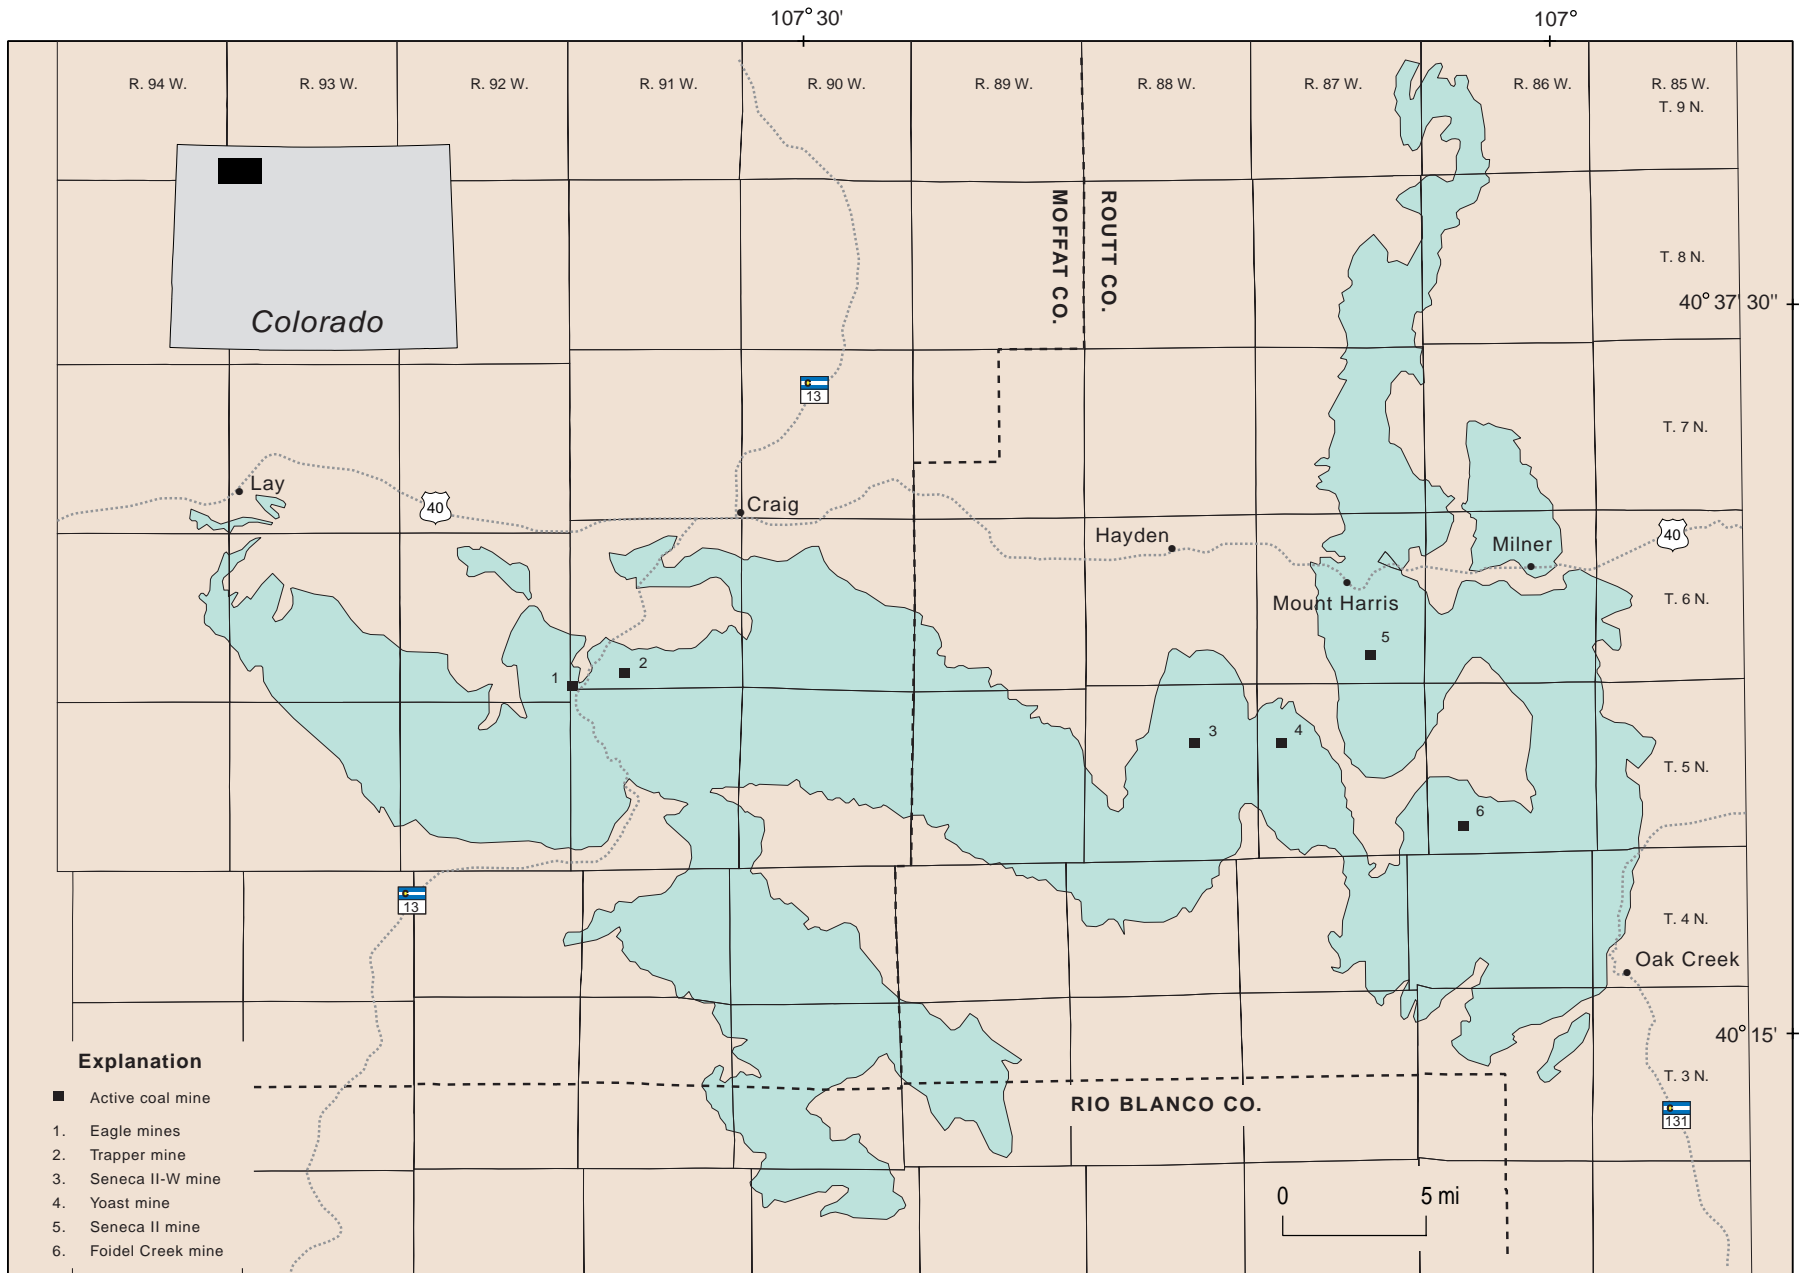 107° 30'
107°
R. 94 W.
R. 93 W.
R. 92 W.
R. 91 W.
R. 90 W.
R. 89 W.
R. 88 W.
R. 87 W.
R. 86 W.
R. 85 W.
T. 9 N.
MOFFAT CO.
ROUTT CO.
T. 8 N.
40° 37' 30"
Colorado
13
T. 7 N.
Lay
40
Craig
Hayden
Milner
40
Mount Harris
T. 6 N.
5
2
1
3
4
T. 5 N.
6
13
T. 4 N.
Oak Creek
40° 15'
T. 3 N.
RIO BLANCO CO.
131
0
5 mi
Explanation
Active coal mine
1. Eagle mines
2. Trapper mine
3. Seneca II-W mine
4. Yoast mine
5. Seneca II mine
6. Foidel Creek mine